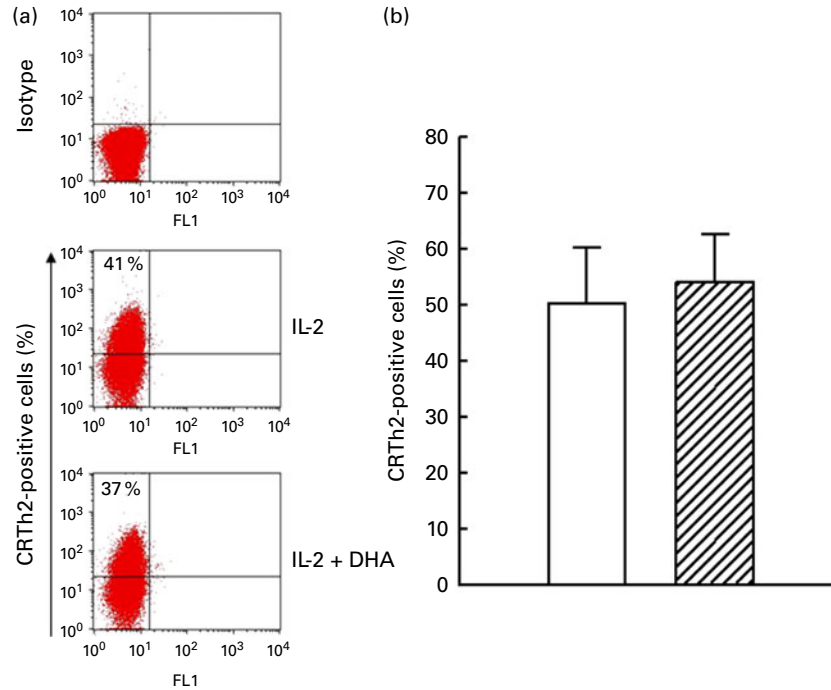 (a)
Isotype
10⁴
10³
10²
10¹
10⁰
10⁰ 10¹ 10² 10³ 10⁴
FL1
CRTh2-positive cells (%)
10⁴
10³
10²
10¹
10⁰
41 %
IL-2
10⁰ 10¹ 10² 10³ 10⁴
FL1
10⁴
10³
10²
10¹
10⁰
37 %
IL-2 + DHA
10⁰ 10¹ 10² 10³ 10⁴
FL1
(b)
CRTh2-positive cells (%)
80
70
60
50
40
30
20
10
0